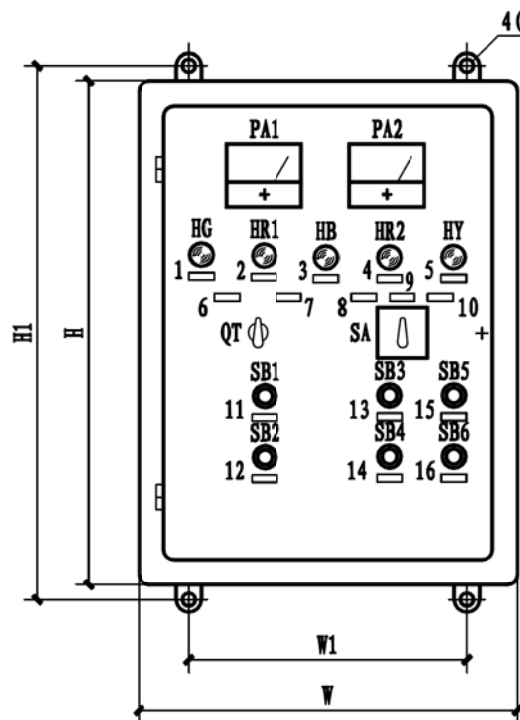 4(
PA1 PA2
HG HR1 HB HR2 HY
1 2 3 4 9 5
6 7 8 10
QT SA
SB1 SB3 SB5
11 13 15
SB2 SB4 SB6
12 14 16
H1
H
W1
W